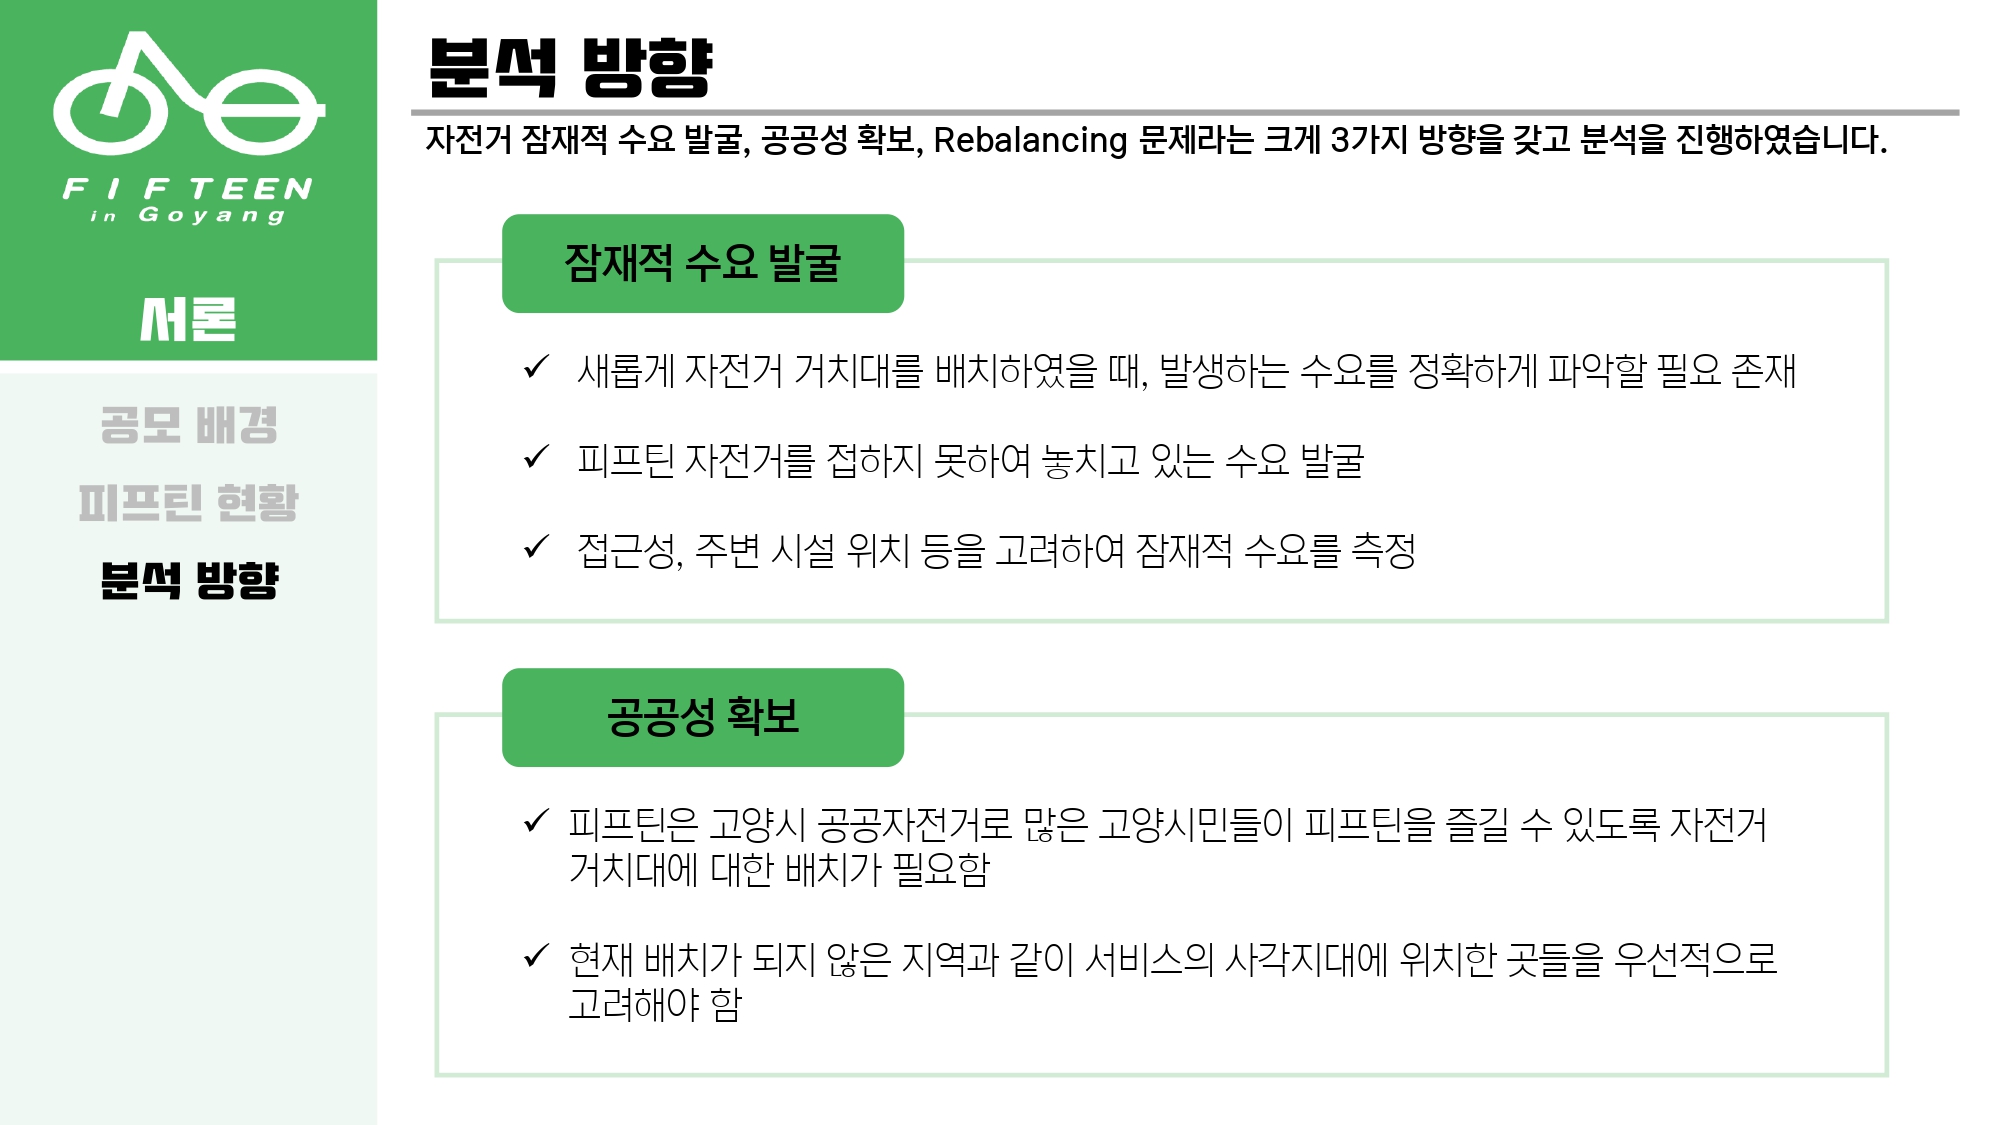 FIFTEEN
in Goyang
서론
공모 배경
피프틴 현황
분석 방향
분석 방향
자전거 잠재적 수요 발굴, 공공성 확보, Rebalancing 문제라는 크게 3가지 방향을 갖고 분석을 진행하였습니다.
잠재적 수요 발굴
✓ 새롭게 자전거 거치대를 배치하였을 때, 발생하는 수요를 정확하게 파악할 필요 존재
✓ 피프틴 자전거를 접하지 못하여 놓치고 있는 수요 발굴
✓ 접근성, 주변 시설 위치 등을 고려하여 잠재적 수요를 측정
공공성 확보
✓ 피프틴은 고양시 공공자전거로 많은 고양시민들이 피프틴을 즐길 수 있도록 자전거
거치대에 대한 배치가 필요함
✓ 현재 배치가 되지 않은 지역과 같이 서비스의 사각지대에 위치한 곳들을 우선적으로
고려해야 함